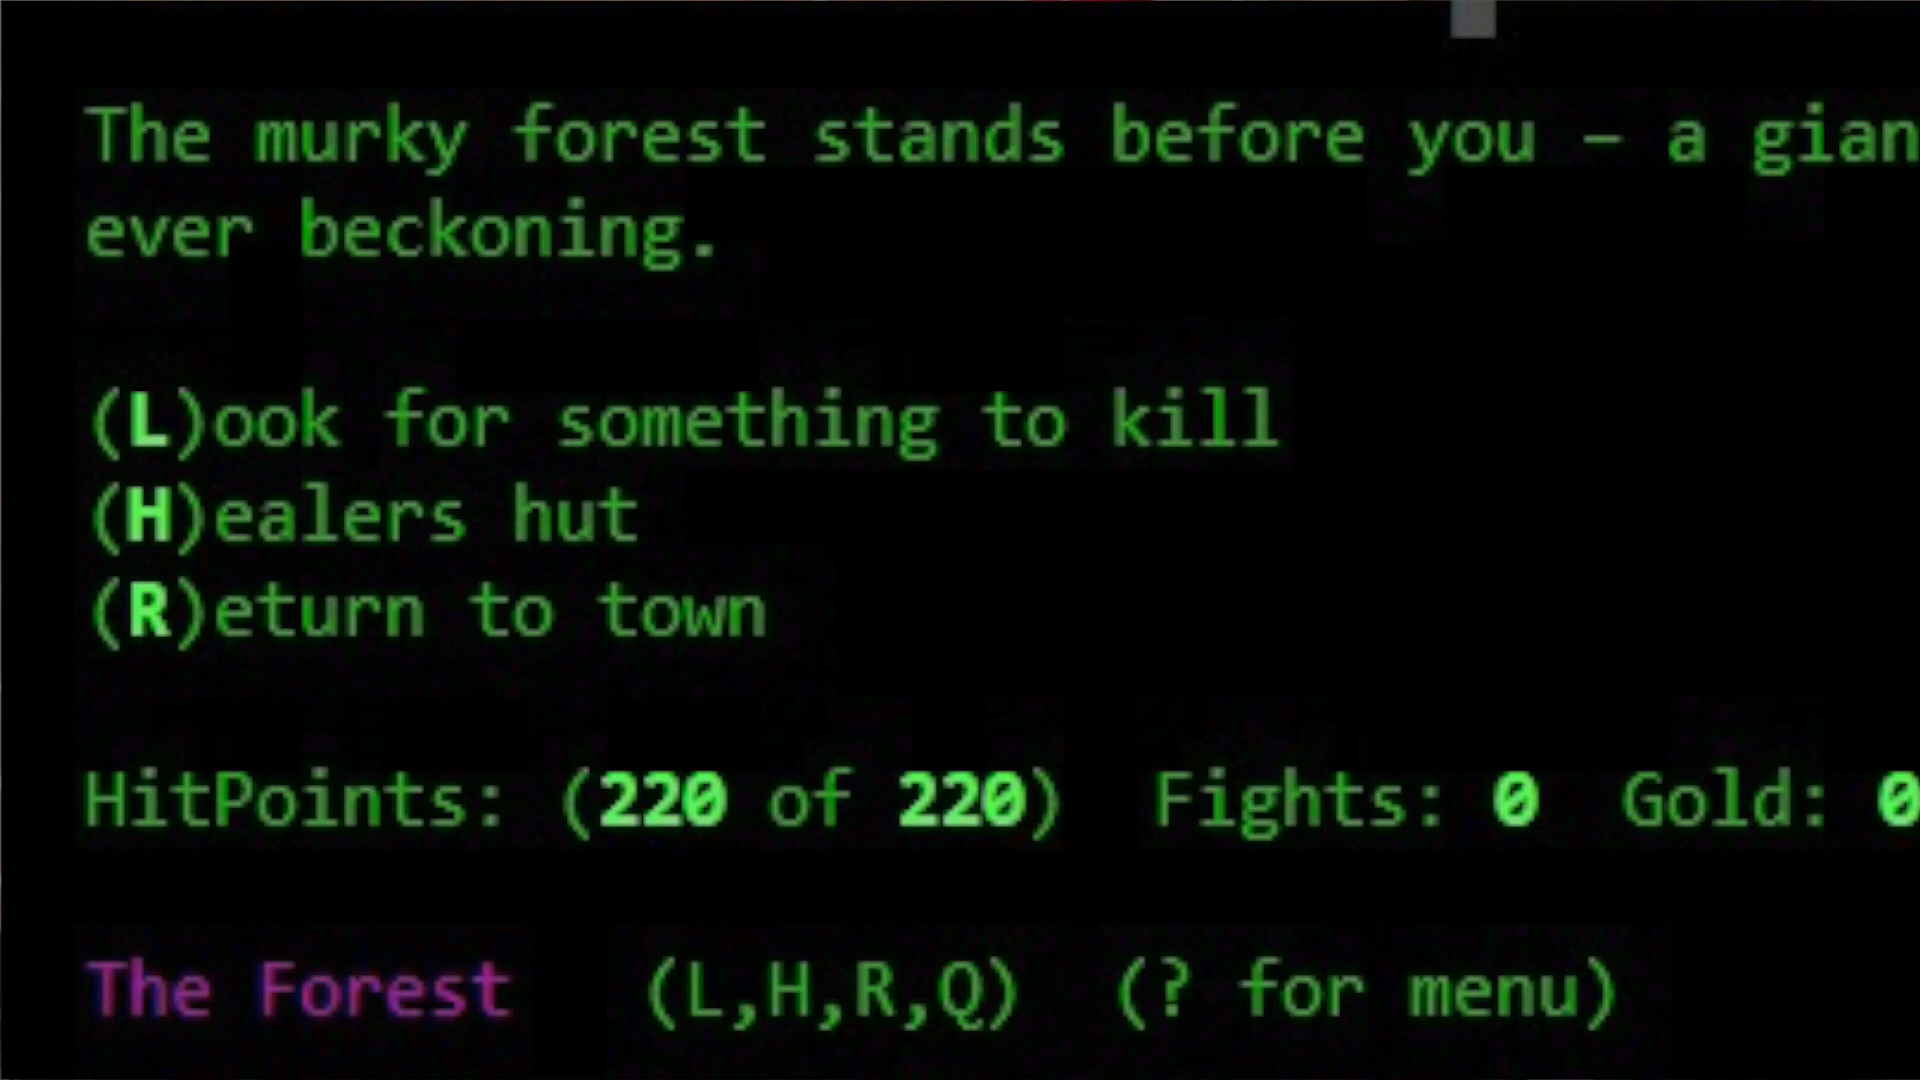 The murky forest stands before you – a gian
ever beckoning.
(L)ook for something to kill
(H)ealers hut
(R)eturn to town
HitPoints: (220 of 220)  Fights: 0  Gold: 0
The Forest   (L,H,R,Q)  (? for menu)